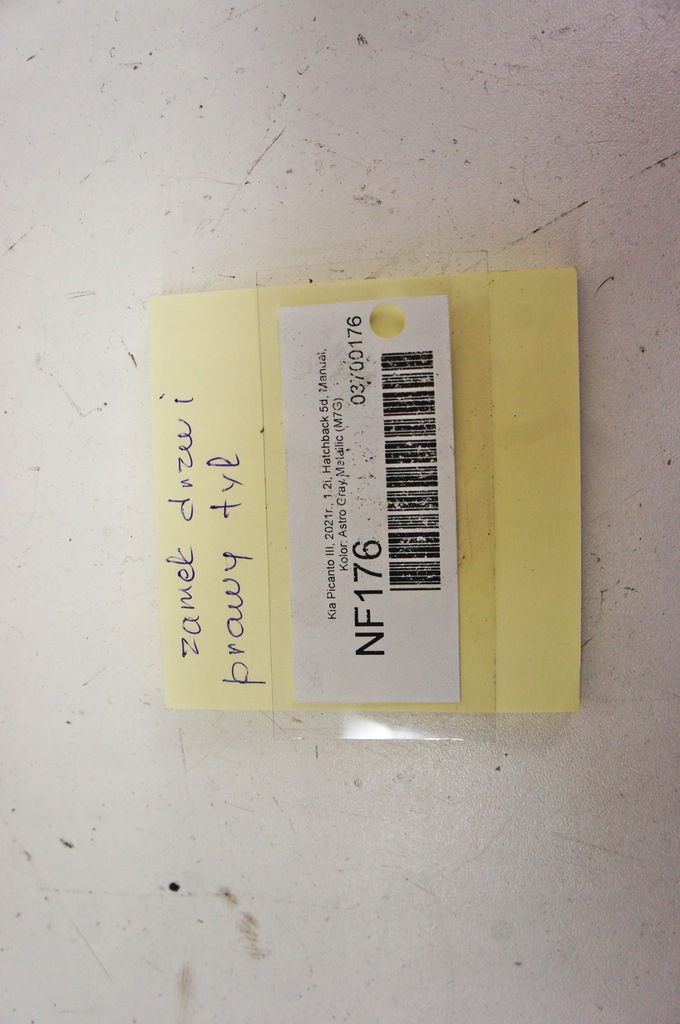 zamek drzwi
prawy tył
Kia Picanto III, 2021r., 1.2i, Hatchback 5d, Manual,
Kolor: Astro Gray, Metallic (M7G)
NF176 03700176